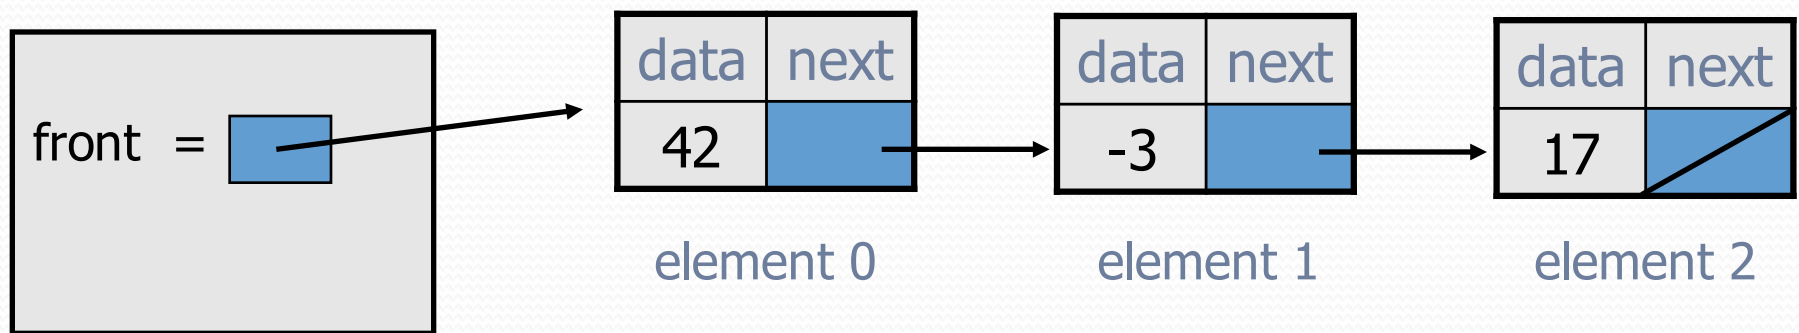 front =
data next
42
element 0
data next
-3
element 1
data next
17
element 2